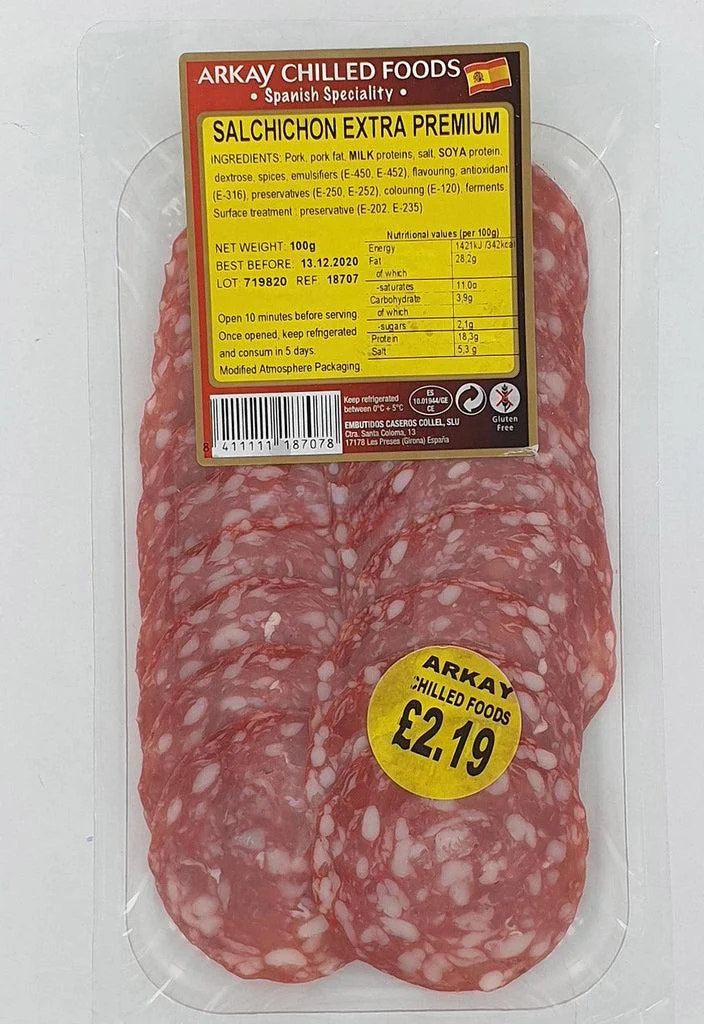 ARKAY CHILLED FOODS
• Spanish Speciality •
SALCHICHON EXTRA PREMIUM
INGREDIENTS: Pork, pork fat, MILK proteins, salt, SOYA protein,
dextrose, spices, emulsifiers (E-450, E-452), flavouring, antioxidant
(E-316), preservatives (E-250, E-252), colouring (E-120), ferments
Surface treatment : preservative (E-202, E-235)
NET WEIGHT: 100g
BEST BEFORE: 13.12.2020
LOT 719820 REF. 18707
Open 10 minutes before serving.
Once opened, keep refrigerated
and consum in 5 days.
Modified Atmosphere Packaging.
Nutritional values (per 100g)
Energy 1421kJ /342kcal
Fat 28,2g
of which
-saturates 11,0g
Carbohydrate 3,9g
of which
-sugars 2,1g
Protein 18,3g
Salt 5,3 g
8 411111 187078
Keep refrigerated
between 0°C + 5°C
ES
10.01944/GE
CE
Gluten
Free
EMBUTIDOS CASEROS COLLEL, SLU
Ctra. Santa Coloma, 13
17178 Les Preses (Girona) España
ARKAY
CHILLED FOODS
£2.19